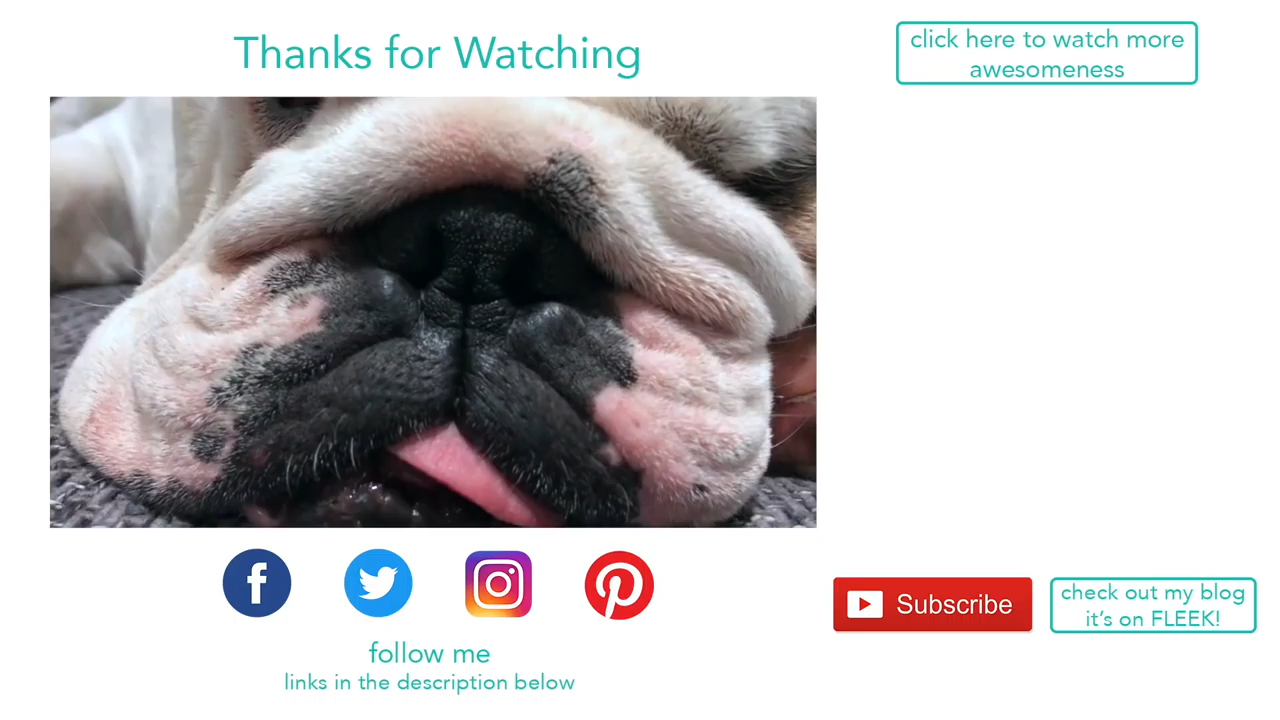 Thanks for Watching
click here to watch more
awesomeness
Subscribe
check out my blog
it's on FLEEK!
follow me
links in the description below